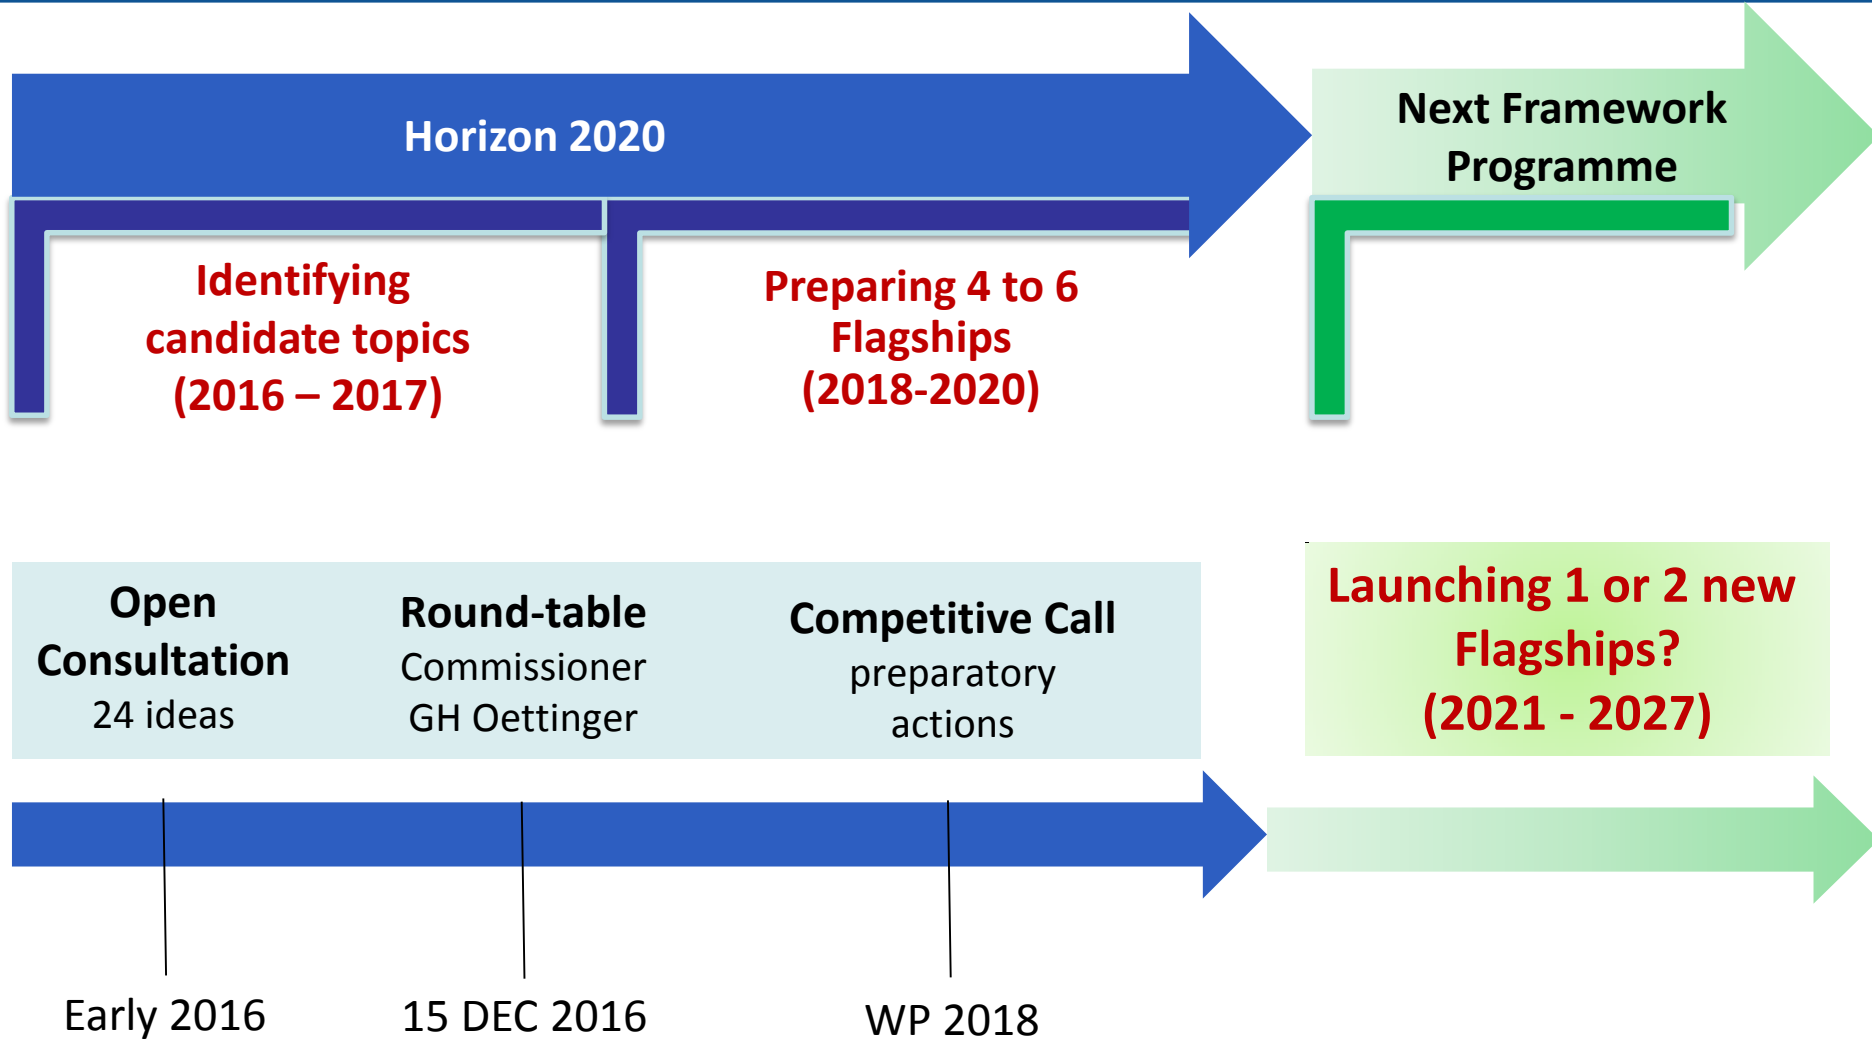 Horizon 2020
Next Framework
Programme
Identifying
candidate topics
(2016 – 2017)
Preparing 4 to 6
Flagships
(2018-2020)
Open
Consultation
24 ideas
Round-table
Commissioner
GH Oettinger
Competitive Call
preparatory
actions
Launching 1 or 2 new
Flagships?
(2021 - 2027)
Early 2016
15 DEC 2016
WP 2018